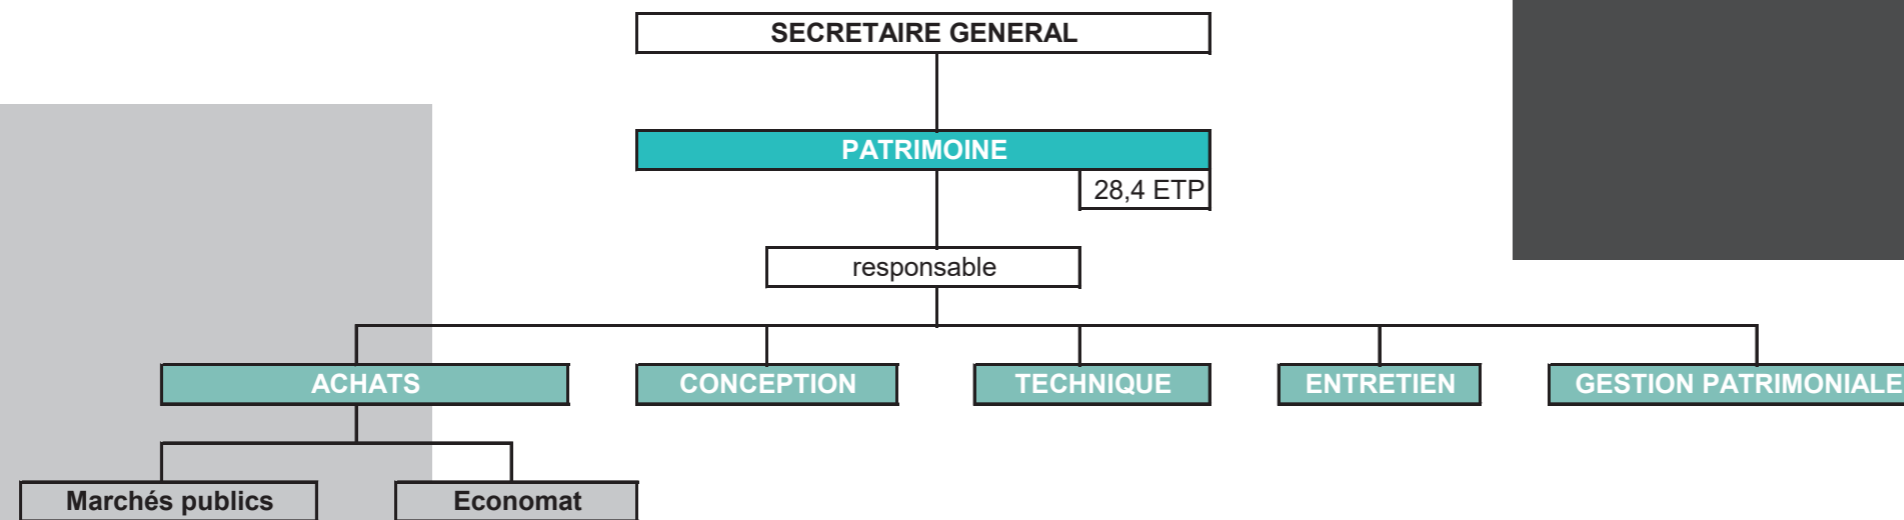 SECRETAIRE GENERAL
PATRIMOINE
28,4 ETP
responsable
ACHATS
CONCEPTION
TECHNIQUE
ENTRETIEN
GESTION PATRIMONIALE
Marchés publics
Economat